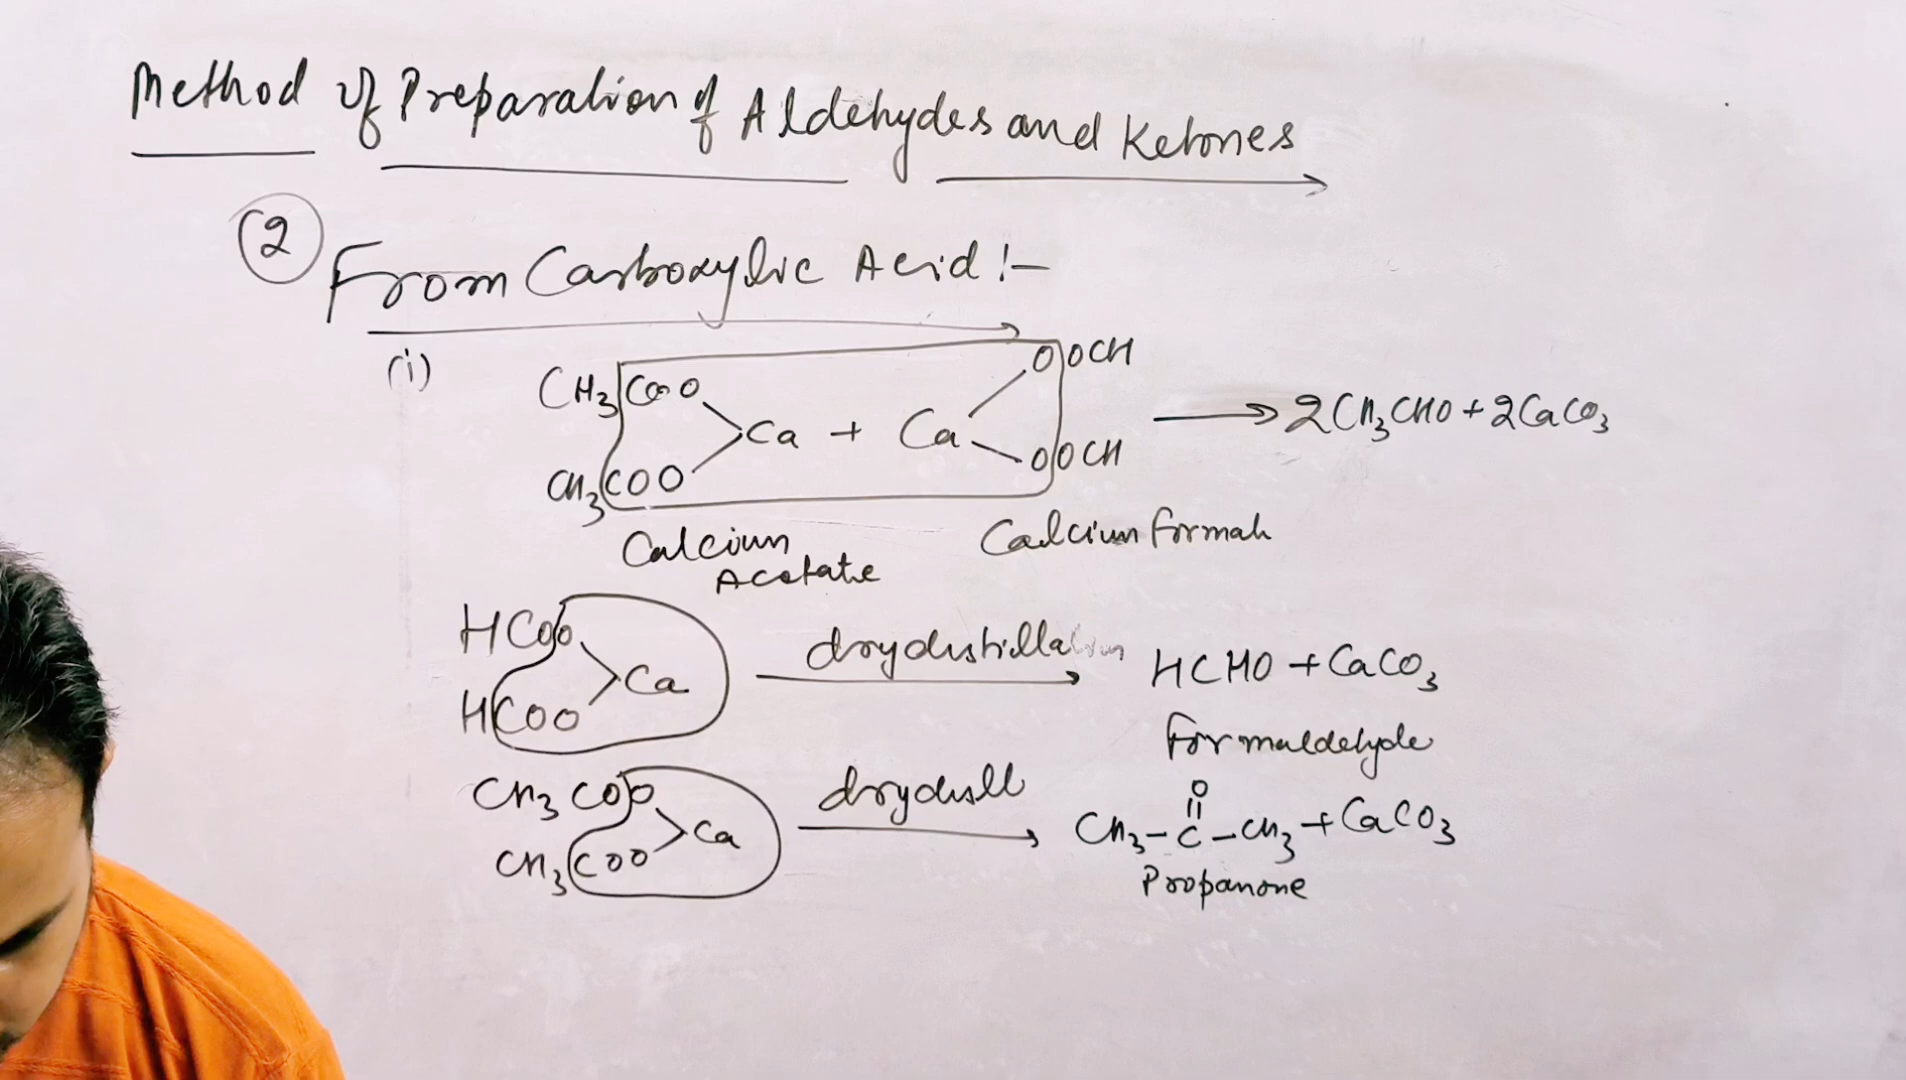 Method of Preparation of Aldehydes and Ketones
(2) From Carboxylic Acid :-
(i)
CH3COO
CH3COO
Ca + Ca
OOCH
OOCH
→ 2CH3CHO + 2CaCO3
Calcium Acetate
Calcium Formate
HCOO
HCOO
Ca
dry distillation
HCHO + CaCO3
Formaldehyde
CH3COO
CH3COO
Ca
dry distll
O
CH3-C-CH3 + CaCO3
Propanone